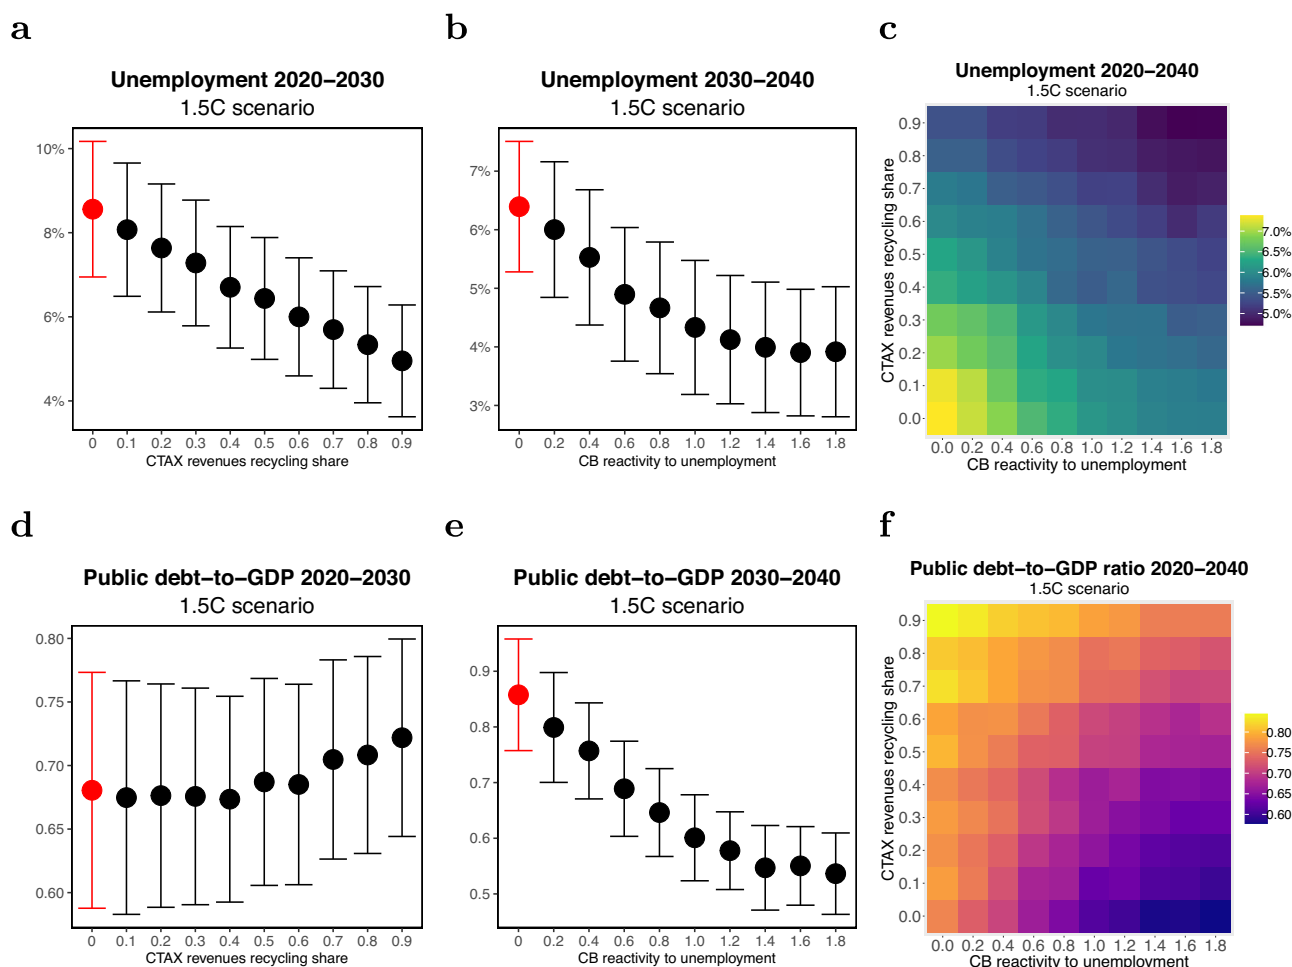 a
Unemployment 2020–2030
1.5C scenario
10%
8%
6%
4%
0 0.1 0.2 0.3 0.4 0.5 0.6 0.7 0.8 0.9
CTAX revenues recycling share
b
Unemployment 2030–2040
1.5C scenario
7%
6%
5%
4%
3%
0 0.2 0.4 0.6 0.8 1.0 1.2 1.4 1.6 1.8
CB reactivity to unemployment
c
Unemployment 2020–2040
1.5C scenario
CTAX revenues recycling share
0.9
0.8
0.7
0.6
0.5
0.4
0.3
0.2
0.1
0.0
0.0 0.2 0.4 0.6 0.8 1.0 1.2 1.4 1.6 1.8
CB reactivity to unemployment
7.0%
6.5%
6.0%
5.5%
5.0%
d
Public debt–to–GDP 2020–2030
1.5C scenario
0.80
0.75
0.70
0.65
0.60
0 0.1 0.2 0.3 0.4 0.5 0.6 0.7 0.8 0.9
CTAX revenues recycling share
e
Public debt–to–GDP 2030–2040
1.5C scenario
0.9
0.8
0.7
0.6
0.5
0 0.2 0.4 0.6 0.8 1.0 1.2 1.4 1.6 1.8
CB reactivity to unemployment
f
Public debt–to–GDP ratio 2020–2040
1.5C scenario
CTAX revenues recycling share
0.9
0.8
0.7
0.6
0.5
0.4
0.3
0.2
0.1
0.0
0.0 0.2 0.4 0.6 0.8 1.0 1.2 1.4 1.6 1.8
CB reactivity to unemployment
0.80
0.75
0.70
0.65
0.60